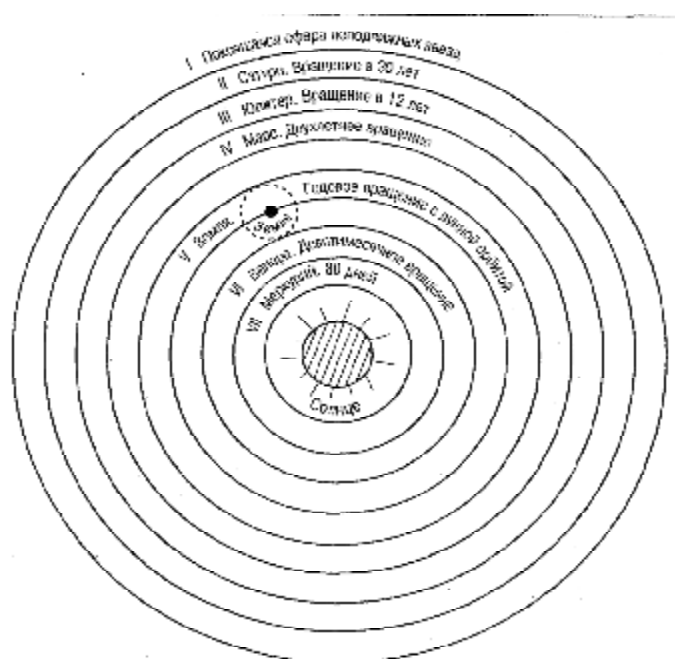 I Покоящаяся сфера неподвижных звезд
II Сатурн. Вращение в 30 лет
III Юпитер. Вращение в 12 лет
IV Марс. Двухлетнее вращение
V Земля. Годовое вращение с лунной орбитой
Земля
VI Венера. Девятимесячное вращение
VII Меркурий. 80 дней
Солнце